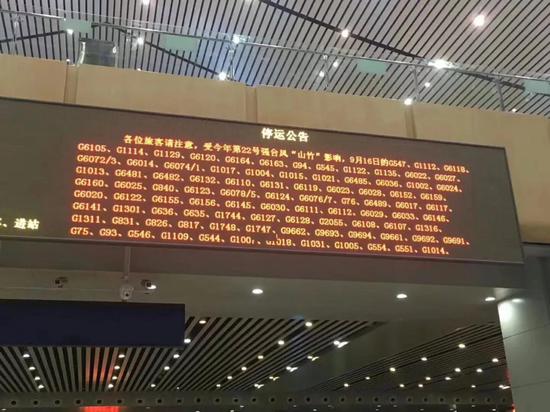 停运公告
各位旅客请注意，受今年第22号强台风“山竹”影响，9月16日的G547、G1112、G6118、
G6105、G1114、G1129、G6120、G6164、G6163、G94、G545、G1122、G1135、G6022、G6027、
G6072/3、G6014、G6074/1、G1017、G1004、G1015、G1021、G6485、G036、G1002、G6024、
G1013、G6481、G6482、G6132、G6110、G6131、G6119、G6023、G6028、G6152、G6159、
G6160、G6025、G840、G6123、G6078/5、G6124、G6076/7、G76、G6489、G6017、G6117、
G6020、G6122、G6155、G6156、G6145、G6030、G6111、G6112、G6029、G6033、G6146、
G6141、G1301、G636、G635、G1744、G6127、G6128、G2055、G6108、G6107、G1316、
G1311、G831、G826、G817、G1748、G1747、G9662、G9693、G9694、G9661、G9692、G9691、
G75、G93、G546、G1109、G544、G100、G1018、G1031、G1005、G554、G551、G1014、
、进站